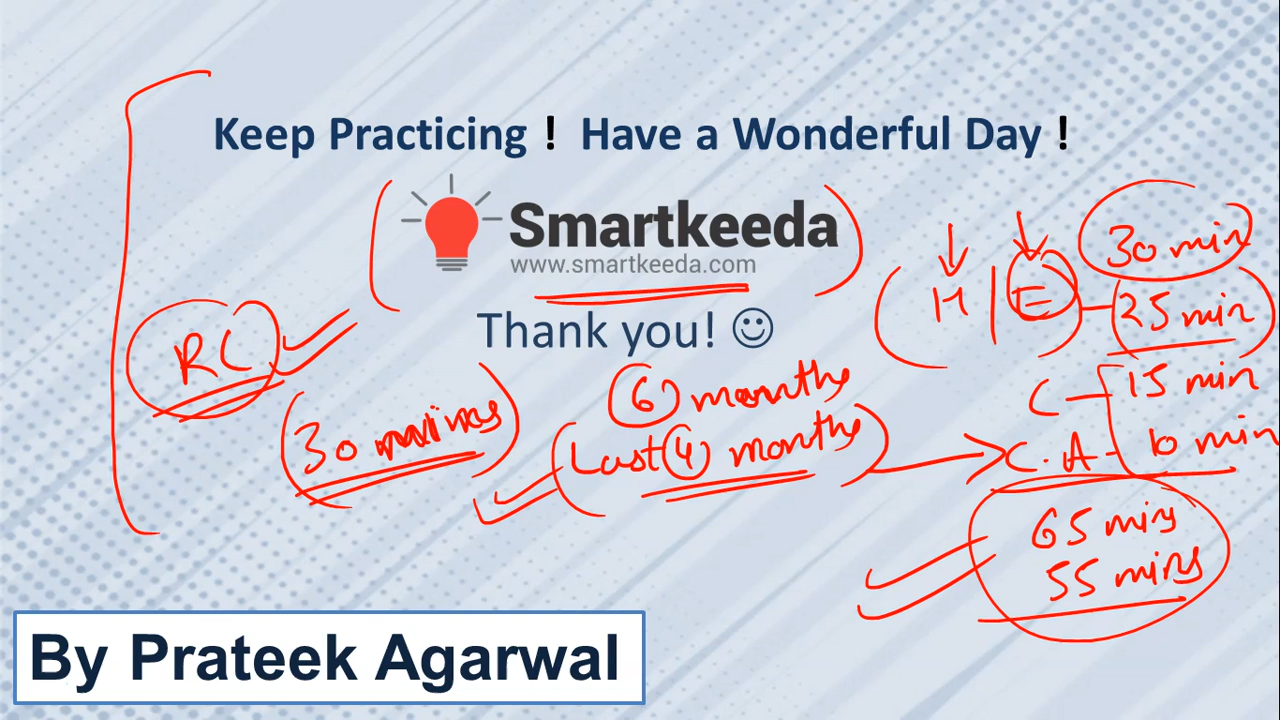 Keep Practicing ! Have a Wonderful Day !
Smartkeeda
www.smartkeeda.com
Thank you!
H | E - 30 min
25 min
C - 15 min
C.A - 10 min
65 mins
55 mins
RC
30 mins
6 months
Last 4 months
By Prateek Agarwal